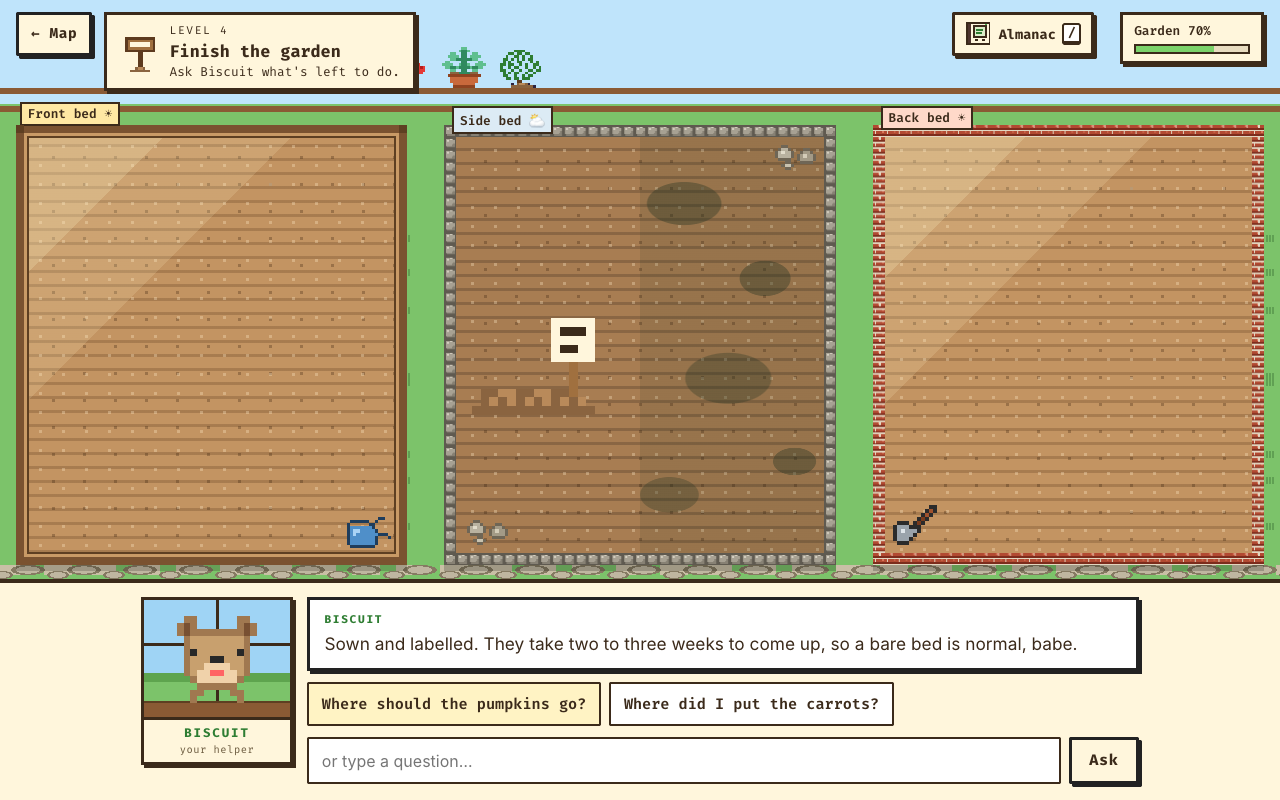 ← Map
LEVEL 4
Finish the garden
Ask Biscuit what's left to do.
Almanac /
Garden 70%
Front bed ☀
Side bed ⛅
Back bed ☀
BISCUIT
Sown and labelled. They take two to three weeks to come up, so a bare bed is normal, babe.
Where should the pumpkins go?
Where did I put the carrots?
BISCUIT
your helper
or type a question...
Ask